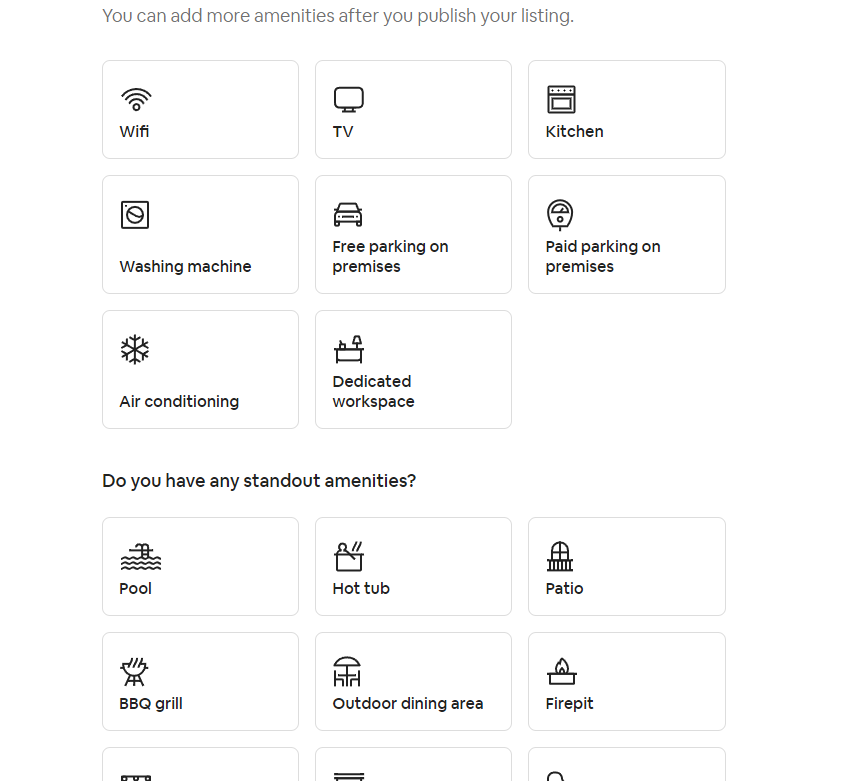 You can add more amenities after you publish your listing.
Wifi
TV
Kitchen
Washing machine
Free parking on
premises
Paid parking on
premises
Air conditioning
Dedicated
workspace
Do you have any standout amenities?
Pool
Hot tub
Patio
BBQ grill
Outdoor dining area
Firepit